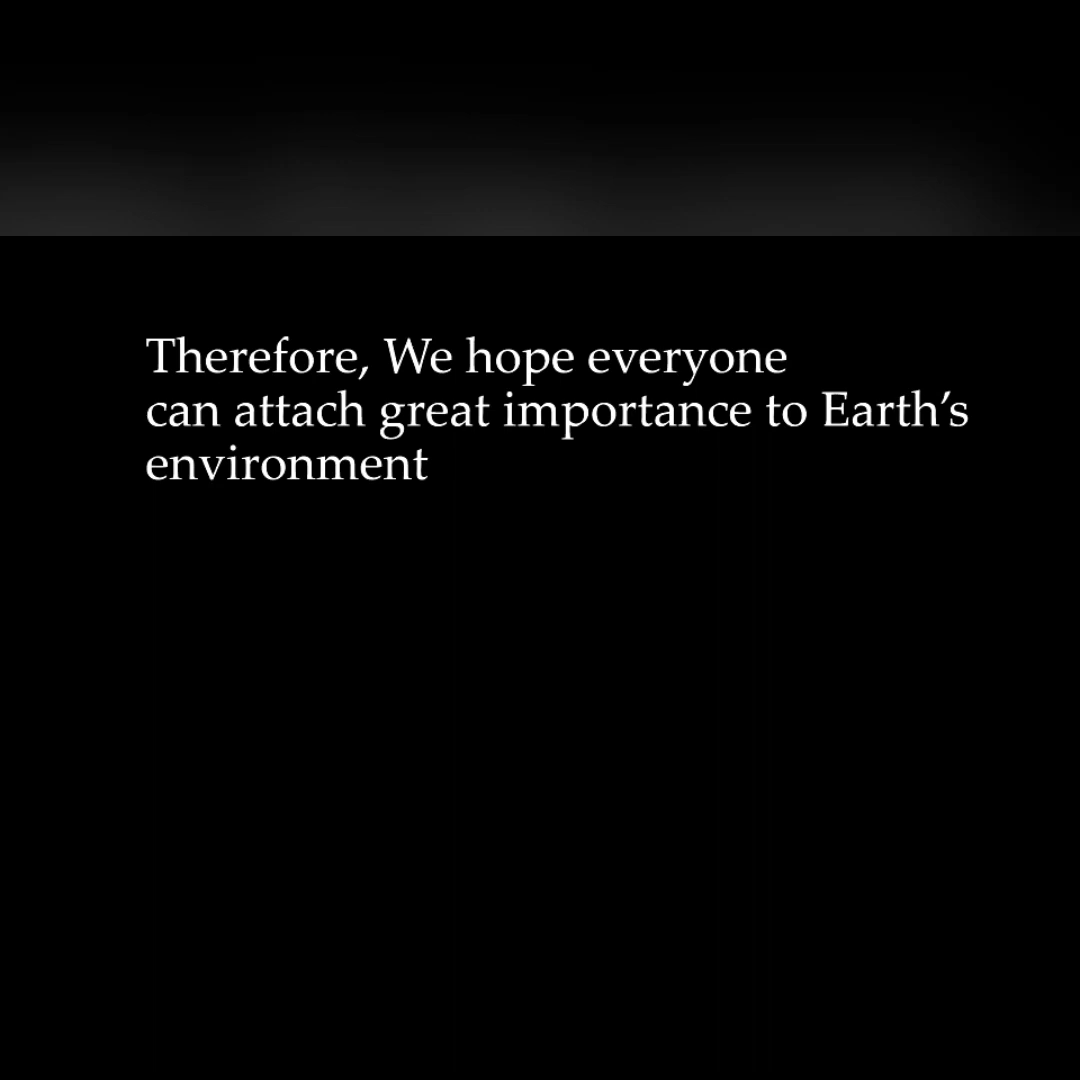 Therefore, We hope everyone
can attach great importance to Earth’s
environment